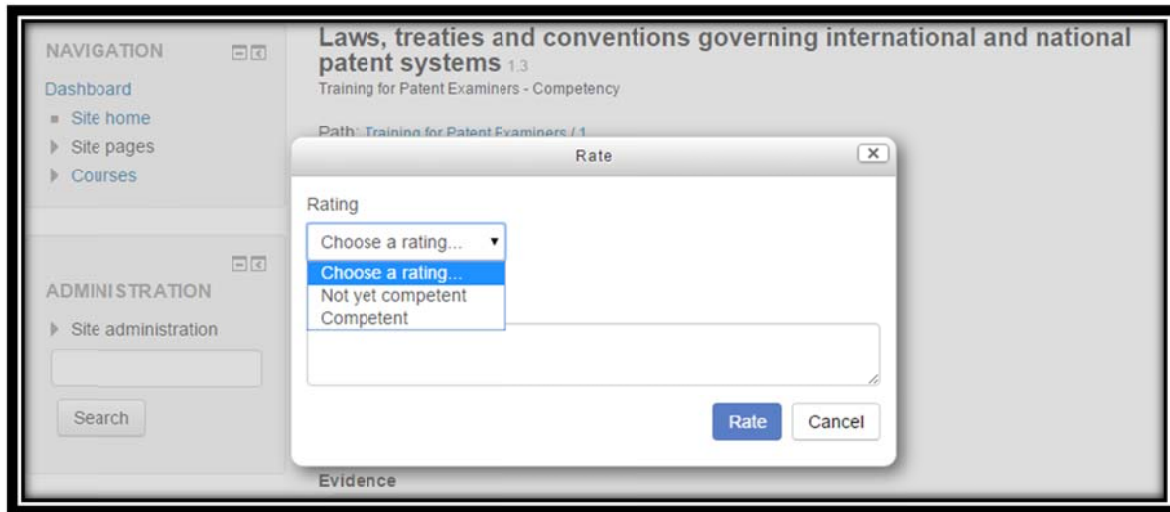 NAVIGATION
Dashboard
Site home
Site pages
Courses
ADMINISTRATION
Site administration
Search
Laws, treaties and conventions governing international and national
patent systems 1.3
Training for Patent Examiners - Competency
Path: Training for Patent Examiners / 1
Rate
Rating
Choose a rating...
Choose a rating...
Not yet competent
Competent
Rate
Cancel
Evidence